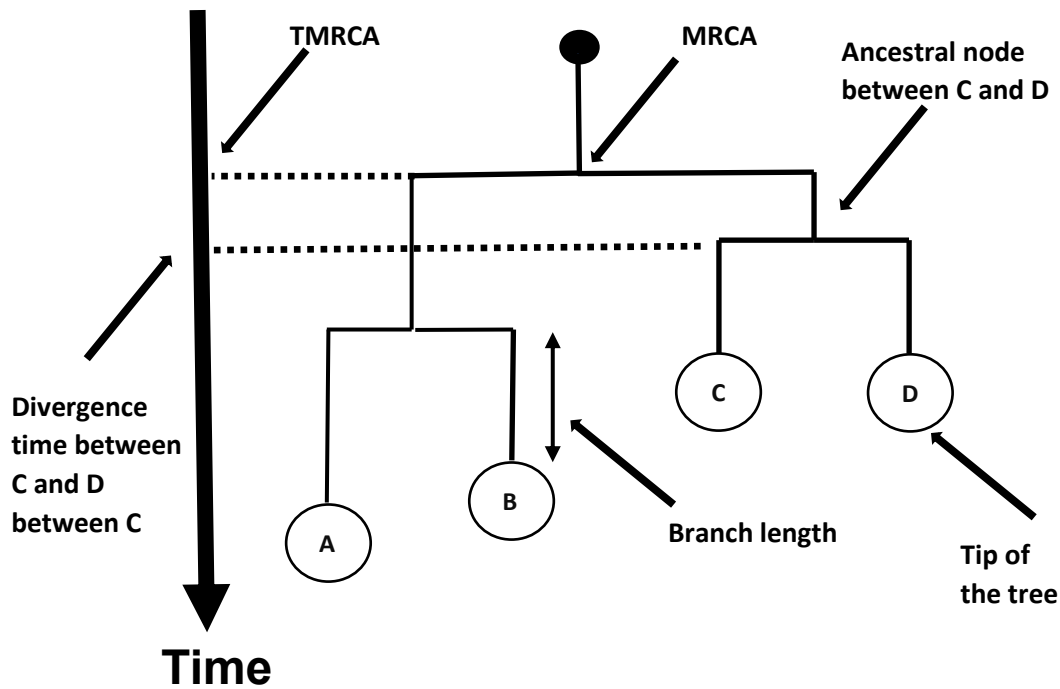 TMRCA
MRCA
Ancestral node
between C and D
Divergence
time between
C and D
between C
A
B
C
D
Branch length
Tip of
the tree
Time